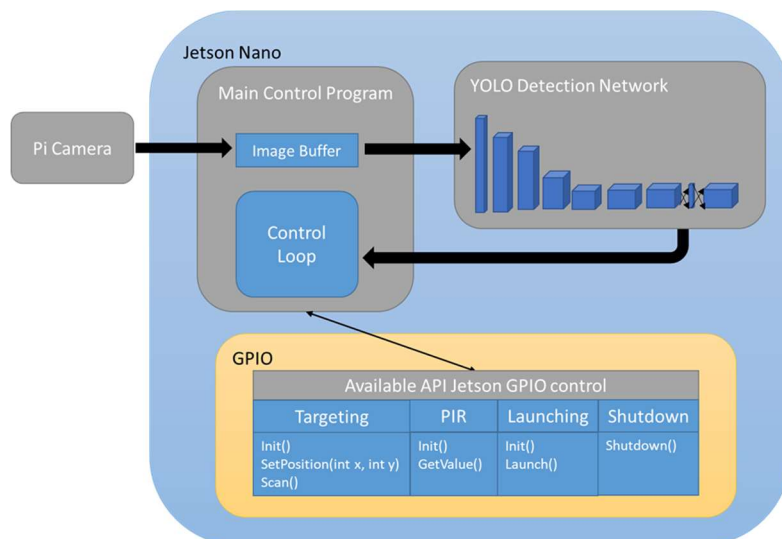 Jetson Nano
Main Control Program
YOLO Detection Network
Pi Camera
Image Buffer
Control
Loop
GPIO
Available API Jetson GPIO control
Targeting PIR Launching Shutdown
Init() Init() Init() Shutdown()
SetPosition(int x, int y) GetValue() Launch()
Scan()